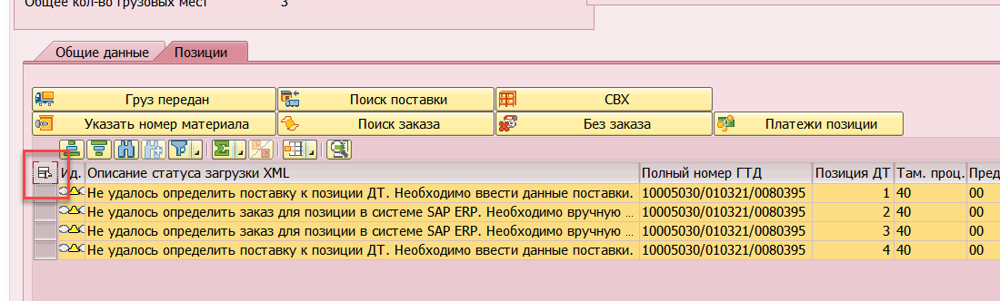 Общее кол-во грузовых мест 3
Общие данные Позиции
Груз передан Поиск поставки СВХ
Указать номер материала Поиск заказа Без заказа Платежи позиции
Ид. Описание статуса загрузки XML Полный номер ГТД Позиция ДТ Там. проц. Пред
Не удалось определить поставку к позиции ДТ. Необходимо ввести данные поставки. 10005030/010321/0080395 1 40 00
Не удалось определить заказ для позиции в системе SAP ERP. Необходимо вручную ... 10005030/010321/0080395 2 40 00
Не удалось определить заказ для позиции в системе SAP ERP. Необходимо вручную ... 10005030/010321/0080395 3 40 00
Не удалось определить поставку к позиции ДТ. Необходимо ввести данные поставки. 10005030/010321/0080395 4 40 00